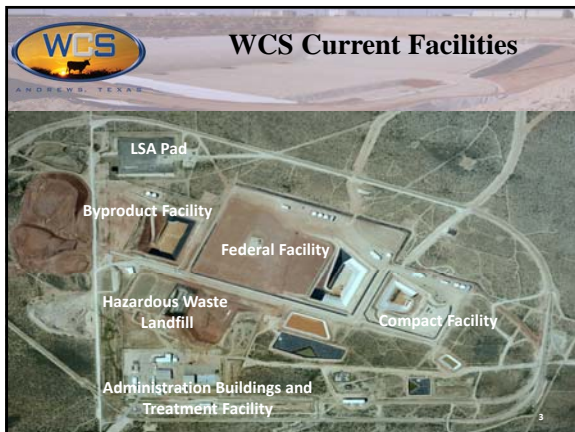 WCS
ANDREWS, TEXAS
WCS Current Facilities
LSA Pad
Byproduct Facility
Federal Facility
Hazardous Waste
Landfill
Compact Facility
Administration Buildings and
Treatment Facility
3